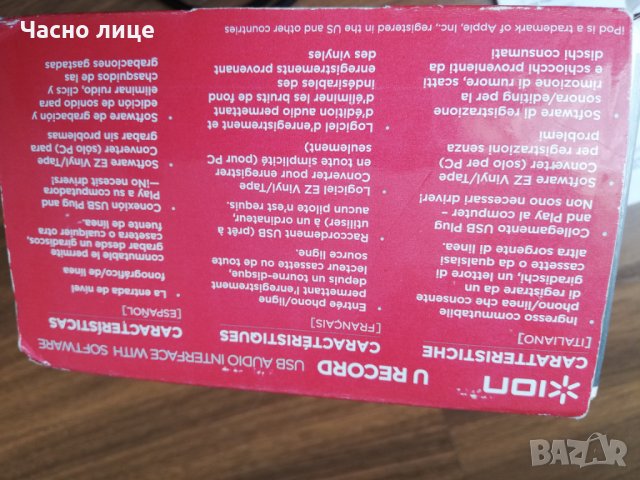 Часно лице
ION
U RECORD USB AUDIO INTERFACE WITH SOFTWARE
[ITALIANO]
CARATTERISTICHE
Ingresso commutabile
phono/linea che consente
di registrare da un
giradischi, un lettore di
cassette o da qualsiasi
altra sorgente di linea.
• Collegamento USB Plug
and Play al computer –
Non sono necessari driver!
• Software EZ Vinyl/Tape
Converter (solo per PC)
per registrazioni senza
problemi
• Software di registrazione
sonora/editing per la
rimozione di rumore, scatti
e schiocchi provenienti da
dischi consumati
[FRANÇAIS]
CARACTÉRISTIQUES
• Entrée phono/ligne
permettant l'enregistrement
depuis un tourne-disque,
lecteur cassette ou de toute
source ligne.
• Raccordement USB (prêt à
utiliser) à un ordinateur,
aucun pilote n'est requis.
• Logiciel EZ Vinyl/Tape
Converter pour enregistrer
en toute simplicité (pour PC
seulement)
• Logiciel d'enregistrement et
d'édition audio permettant
d'éliminer les bruits de fond
indésirables des
enregistrements provenant
des vinyles
[ESPAÑOL]
CARACTERÍSTICAS
• La entrada de nivel
fonográfico/de línea
conmutable le permite
grabar desde un giradiscos,
casetera o cualquier otra
fuente de línea.
• Conexión USB Plug and
Play a su computadora
—¡No necesit drivers!
• Software EZ Vinyl/Tape
Converter (sólo para PC)
para grabar sin problemas
• Software de grabación y
edición de sonido para
eliminar ruido, clics y
chasquidos de las
grabaciones gastadas
iPod is a trademark of Apple, Inc., registered in the US and other countries
BAZAR